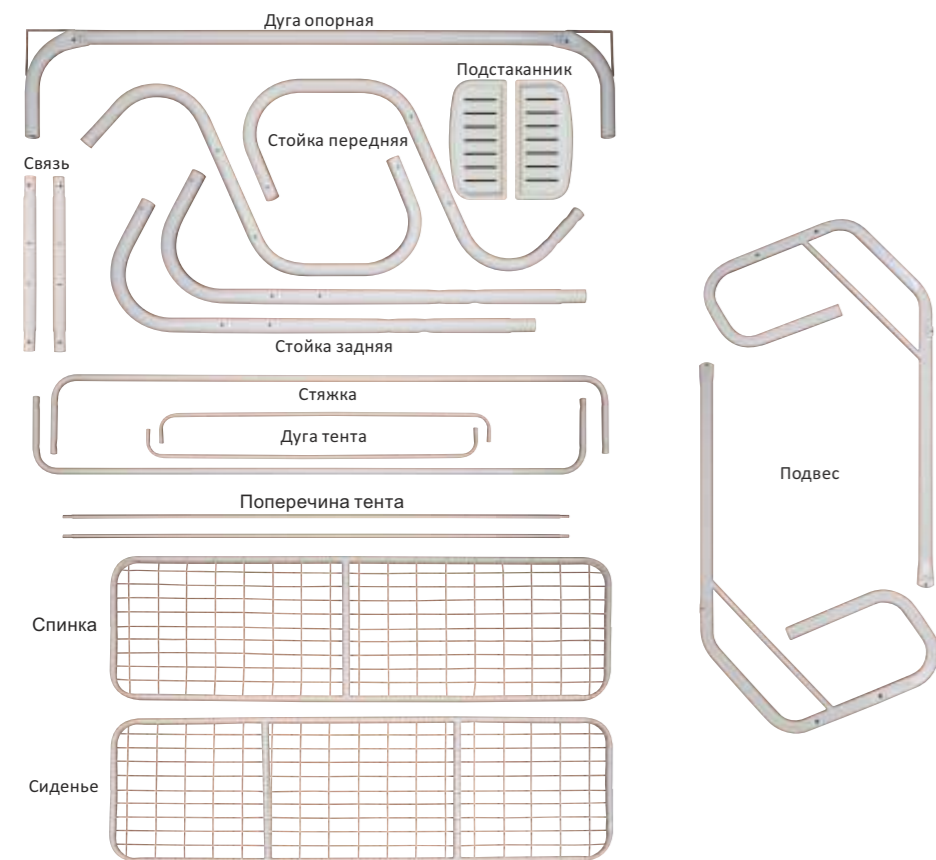 Дуга опорная
Подстаканник
Стойка передняя
Связь
Стойка задняя
Стяжка
Дуга тента
Подвес
Поперечина тента
Спинка
Сиденье